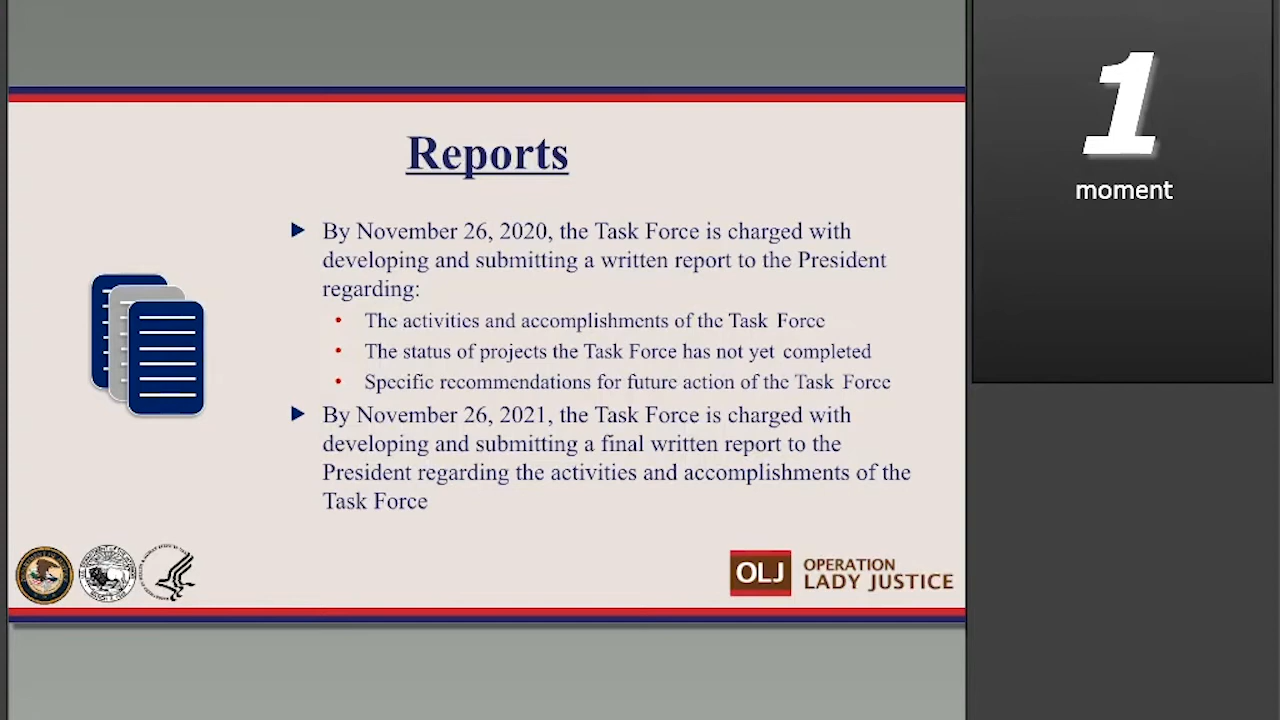 Reports
By November 26, 2020, the Task Force is charged with
developing and submitting a written report to the President
regarding:
The activities and accomplishments of the Task Force
The status of projects the Task Force has not yet completed
Specific recommendations for future action of the Task Force
By November 26, 2021, the Task Force is charged with
developing and submitting a final written report to the
President regarding the activities and accomplishments of the
Task Force
OLJ
OPERATION
LADY JUSTICE
1
moment